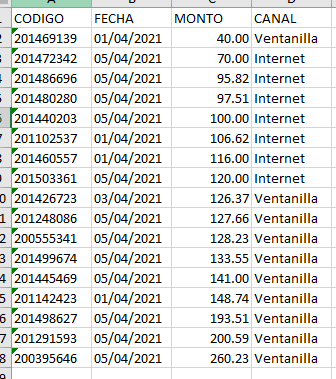 CODIGO FECHA MONTO CANAL
201469139 01/04/2021 40.00 Ventanilla
201472342 05/04/2021 70.00 Internet
201486696 05/04/2021 95.82 Internet
201480280 05/04/2021 97.51 Internet
201440203 05/04/2021 100.00 Internet
201102537 01/04/2021 106.62 Internet
201460557 01/04/2021 116.00 Internet
201503361 05/04/2021 120.00 Internet
201426723 03/04/2021 126.37 Ventanilla
201248086 05/04/2021 127.66 Ventanilla
200555341 05/04/2021 128.23 Ventanilla
201499674 05/04/2021 133.55 Ventanilla
201445469 05/04/2021 141.00 Ventanilla
201142423 01/04/2021 148.74 Ventanilla
201498627 05/04/2021 193.51 Ventanilla
201291593 05/04/2021 200.59 Ventanilla
200395646 05/04/2021 260.23 Ventanilla